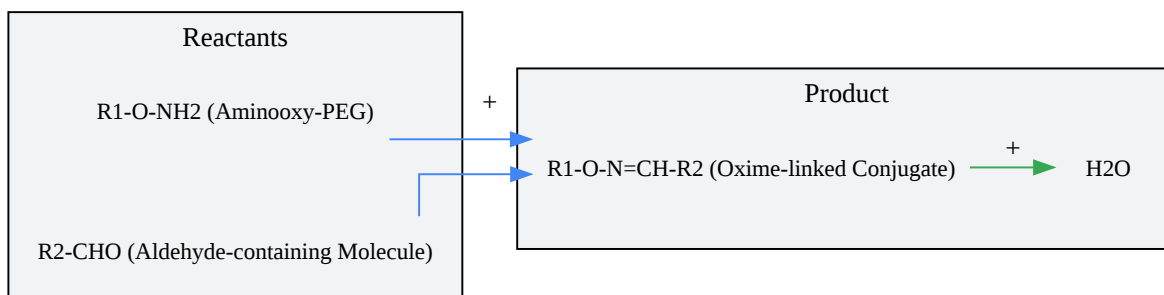 Reactants
R1-O-NH2 (Aminooxy-PEG)
R2-CHO (Aldehyde-containing Molecule)
+
Product
R1-O-N=CH-R2 (Oxime-linked Conjugate)
+
H2O